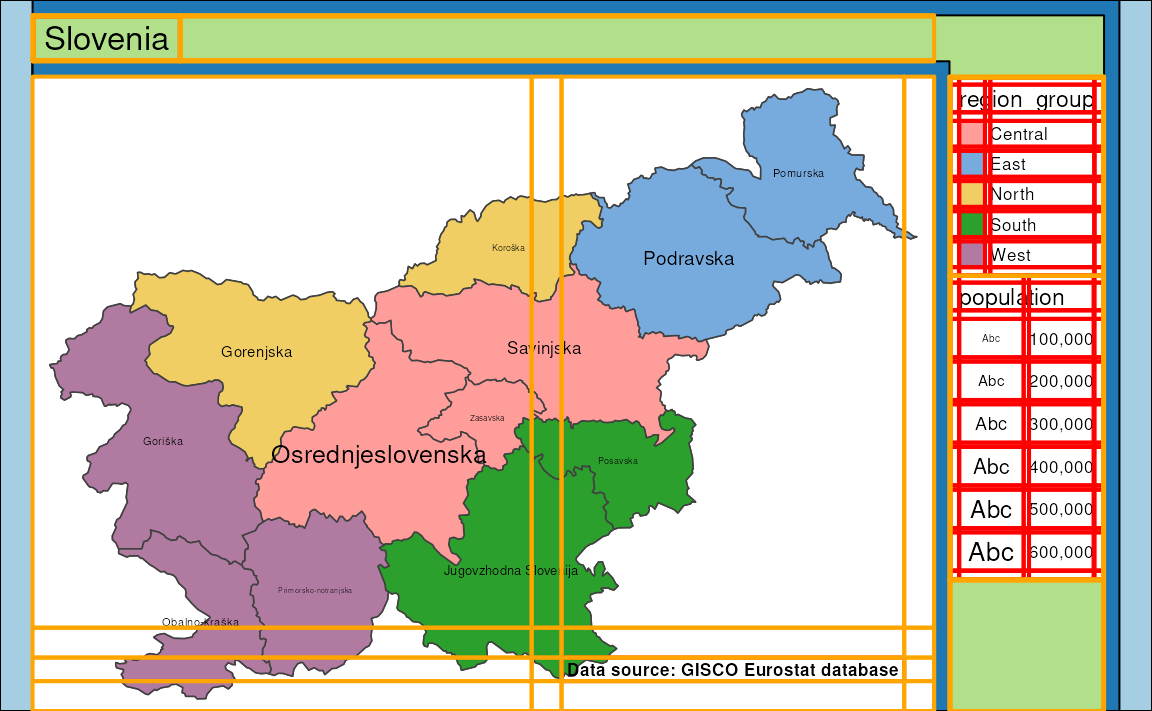 Slovenia
region group
Central
East
North
South
West
population
Abc 100,000
Abc 200,000
Abc 300,000
Abc 400,000
Abc 500,000
Abc 600,000
Pomurska
Koroška
Podravska
Gorenjska
Savinjska
Zasavska
Goriška
Osrednjeslovenska
Posavska
Jugovzhodna Slovenija
Primorsko-notranjska
Obalno-kraška
Data source: GISCO Eurostat database